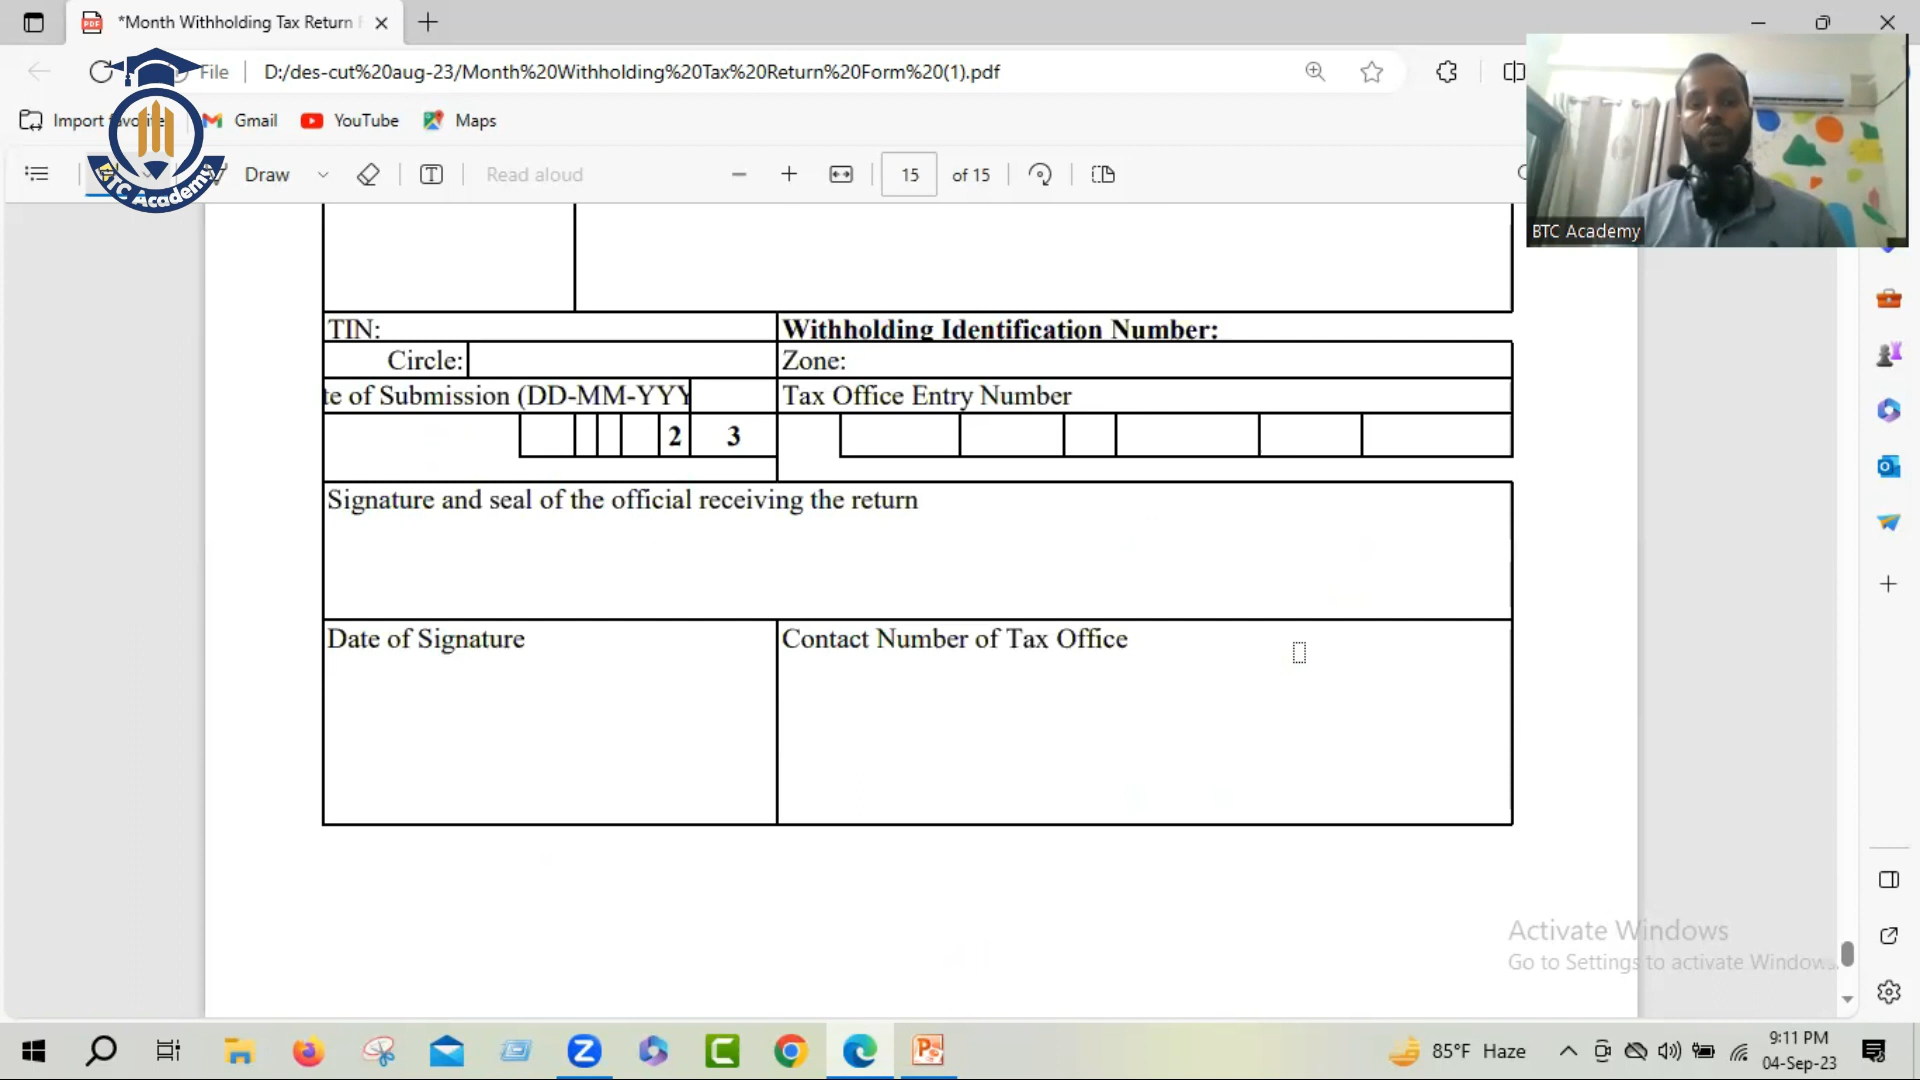 *Month Withholding Tax Return
File D:/des-cut%20aug-23/Month%20Withholding%20Tax%20Return%20Form%20(1).pdf
Import favorite Gmail YouTube Maps
Draw Read aloud 15 of 15
BTC Academy
BTC Academy
TIN: Withholding Identification Number:
Circle: Zone:
te of Submission (DD-MM-YYY Tax Office Entry Number
2 3
Signature and seal of the official receiving the return
Date of Signature Contact Number of Tax Office
Activate Windows
Go to Settings to activate Windows.
85°F Haze 9:11 PM
04-Sep-23